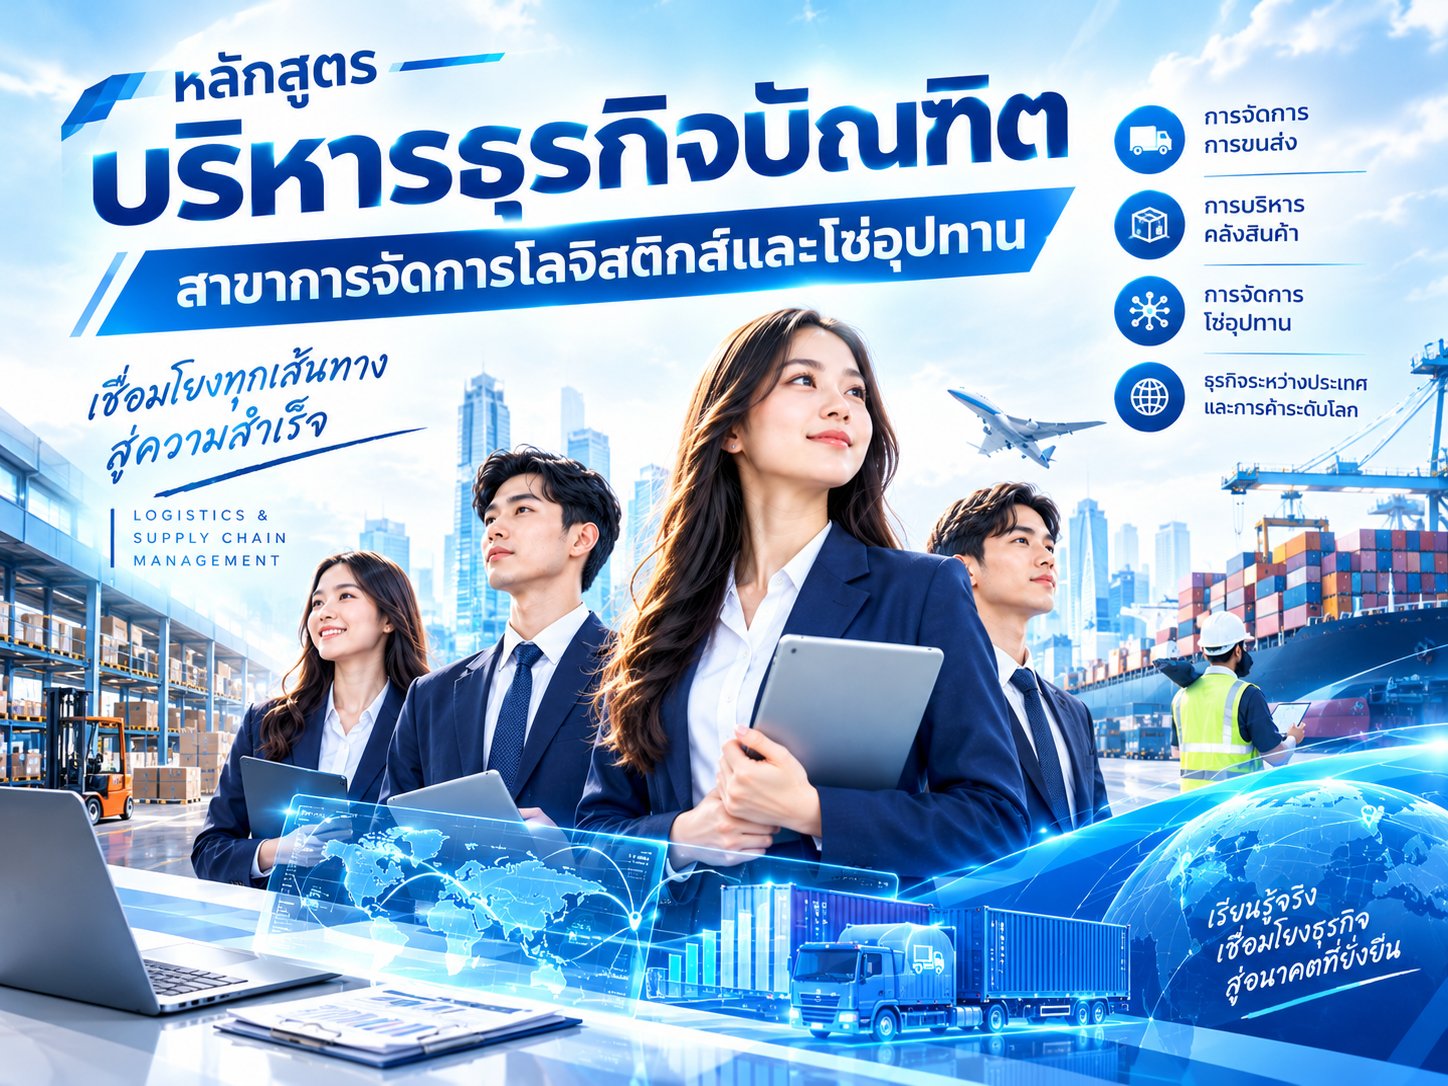 หลักสูตร
บริหารธุรกิจบัณฑิต
สาขาการจัดการโลจิสติกส์และโซ่อุปทาน
เชื่อมโยงทุกเส้นทาง
สู่ความสำเร็จ
LOGISTICS &
SUPPLY CHAIN
MANAGEMENT
การจัดการ
การขนส่ง
การบริหาร
คลังสินค้า
การจัดการ
โซ่อุปทาน
ธุรกิจระหว่างประเทศ
และการค้าระดับโลก
เรียนรู้จริง
เชื่อมโยงธุรกิจ
สู่อนาคตที่ยั่งยืน